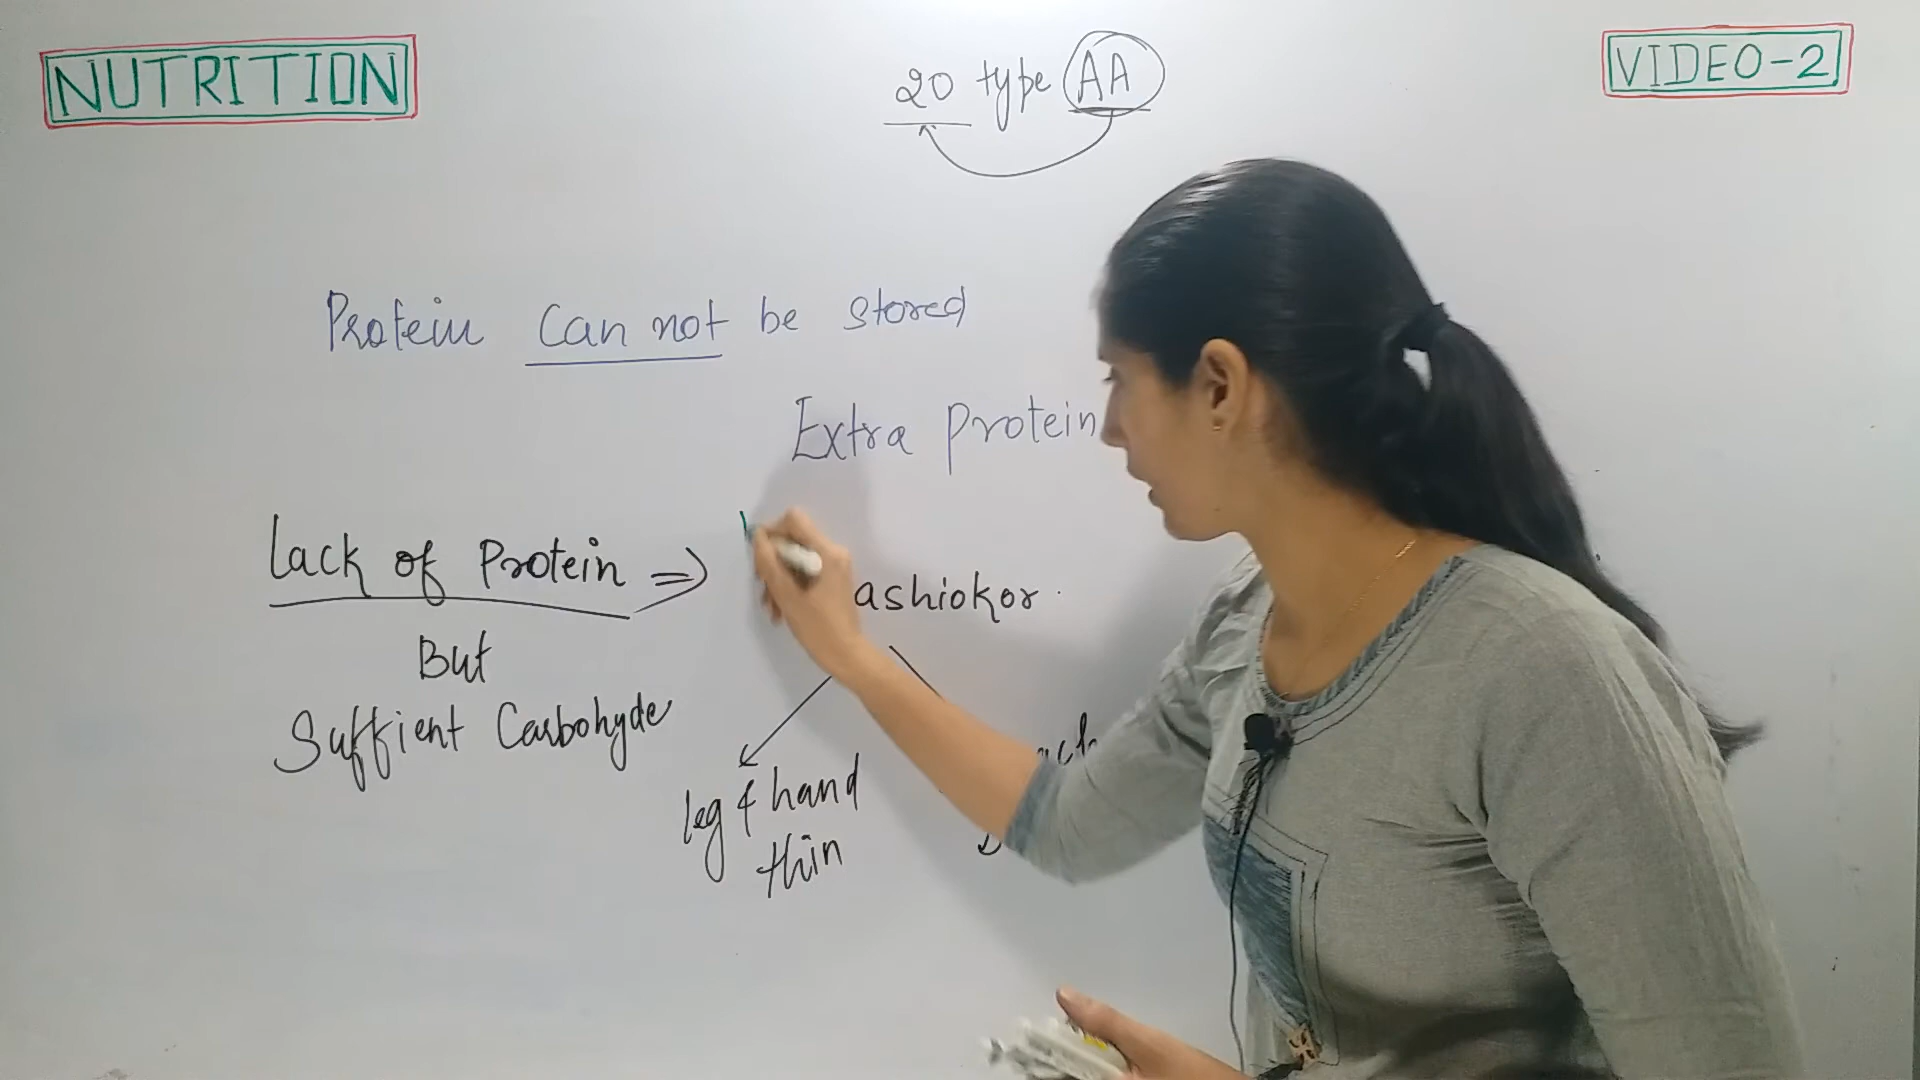 NUTRITION
20 type AA
VIDEO-2
Protein Can not be stored
Extra Protein
Lack of Protein ⇒ ashiokor
But
Suffient Carbohyde
leg & hand
thin